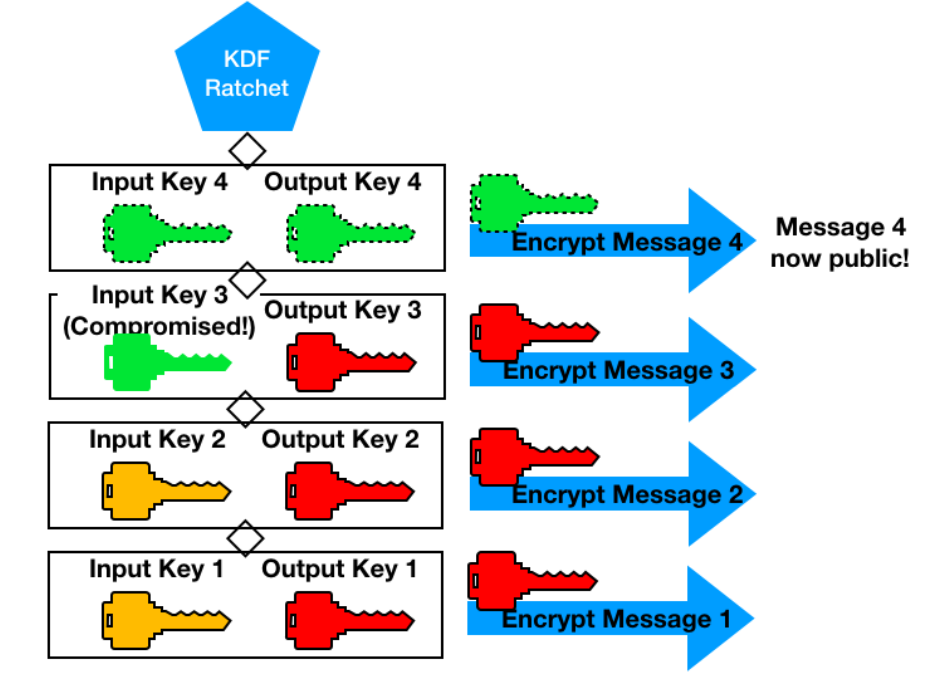 KDF
Ratchet
Input Key 4
Output Key 4
Encrypt Message 4
Message 4
now public!
Input Key 3
(Compromised!)
Output Key 3
Encrypt Message 3
Input Key 2
Output Key 2
Encrypt Message 2
Input Key 1
Output Key 1
Encrypt Message 1